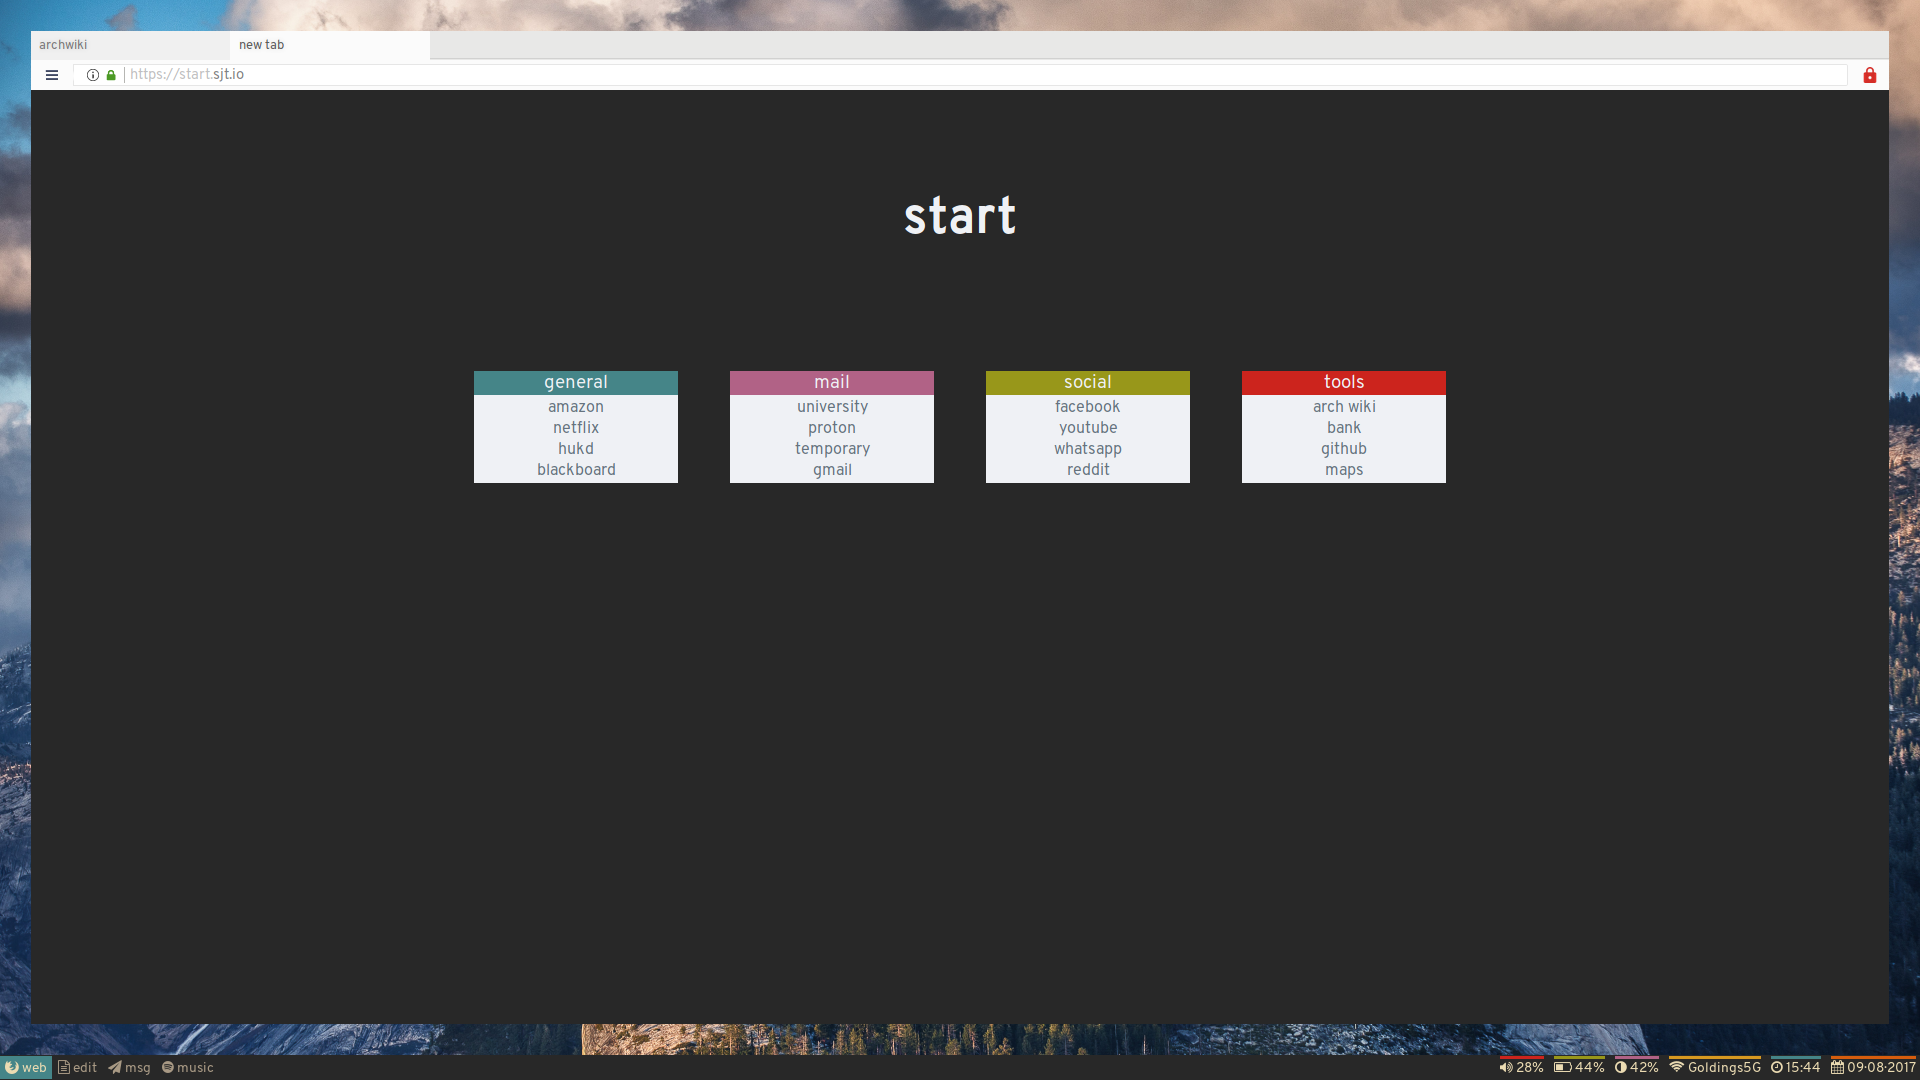 archwiki
new tab
https://start.sjt.io
start
general
amazon
netflix
hukd
blackboard
mail
university
proton
temporary
gmail
social
facebook
youtube
whatsapp
reddit
tools
arch wiki
bank
github
maps
web edit msg music
28% 44% 42% Goldings5G 15:44 09·08·2017